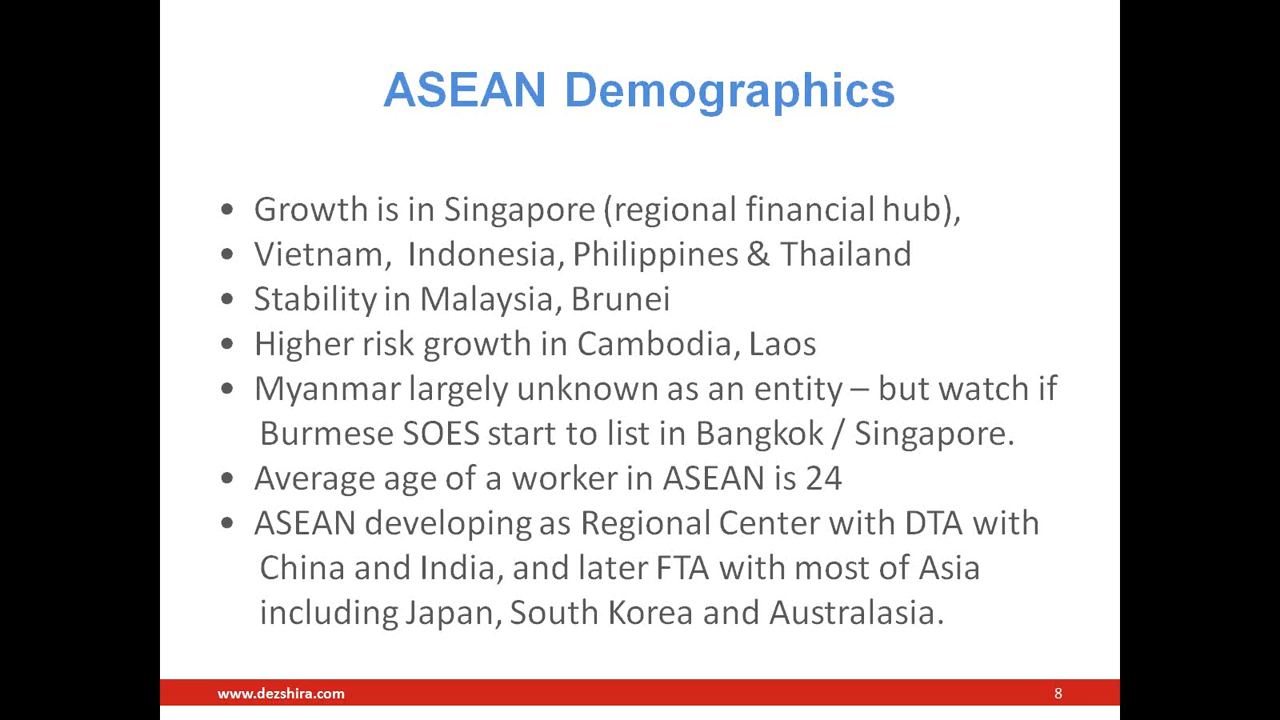 ASEAN Demographics
• Growth is in Singapore (regional financial hub),
• Vietnam, Indonesia, Philippines & Thailand
• Stability in Malaysia, Brunei
• Higher risk growth in Cambodia, Laos
• Myanmar largely unknown as an entity – but watch if
Burmese SOES start to list in Bangkok / Singapore.
• Average age of a worker in ASEAN is 24
• ASEAN developing as Regional Center with DTA with
China and India, and later FTA with most of Asia
including Japan, South Korea and Australasia.
www.dezshira.com 8